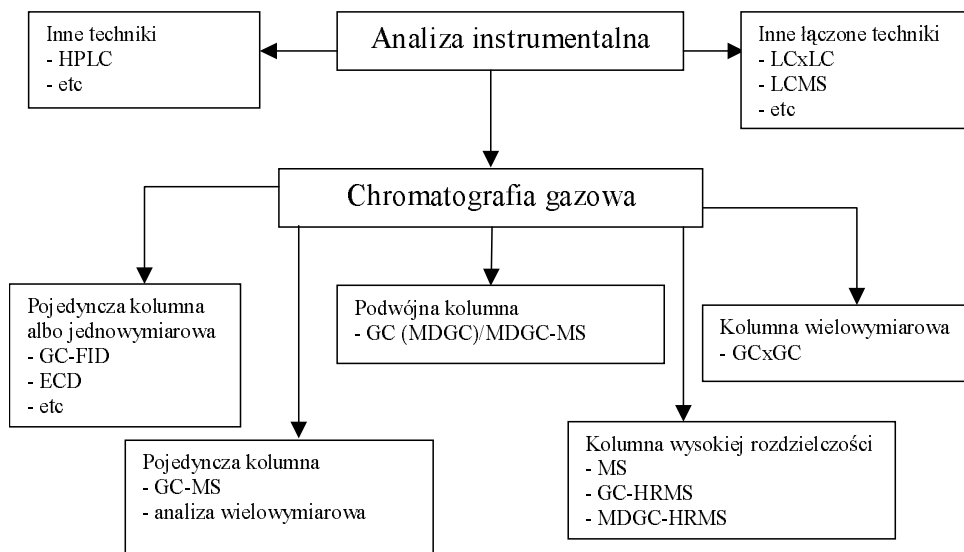 Inne techniki
- HPLC
- etc
Analiza instrumentalna
Inne łączone techniki
- LCxLC
- LCMS
- etc
Chromatografia gazowa
Pojedyncza kolumna
albo jednowymiarowa
- GC-FID
- ECD
- etc
Podwójna kolumna
- GC (MDGC)/MDGC-MS
Kolumna wielowymiarowa
- GCxGC
Pojedyncza kolumna
- GC-MS
- analiza wielowymiarowa
Kolumna wysokiej rozdzielczości
- MS
- GC-HRMS
- MDGC-HRMS